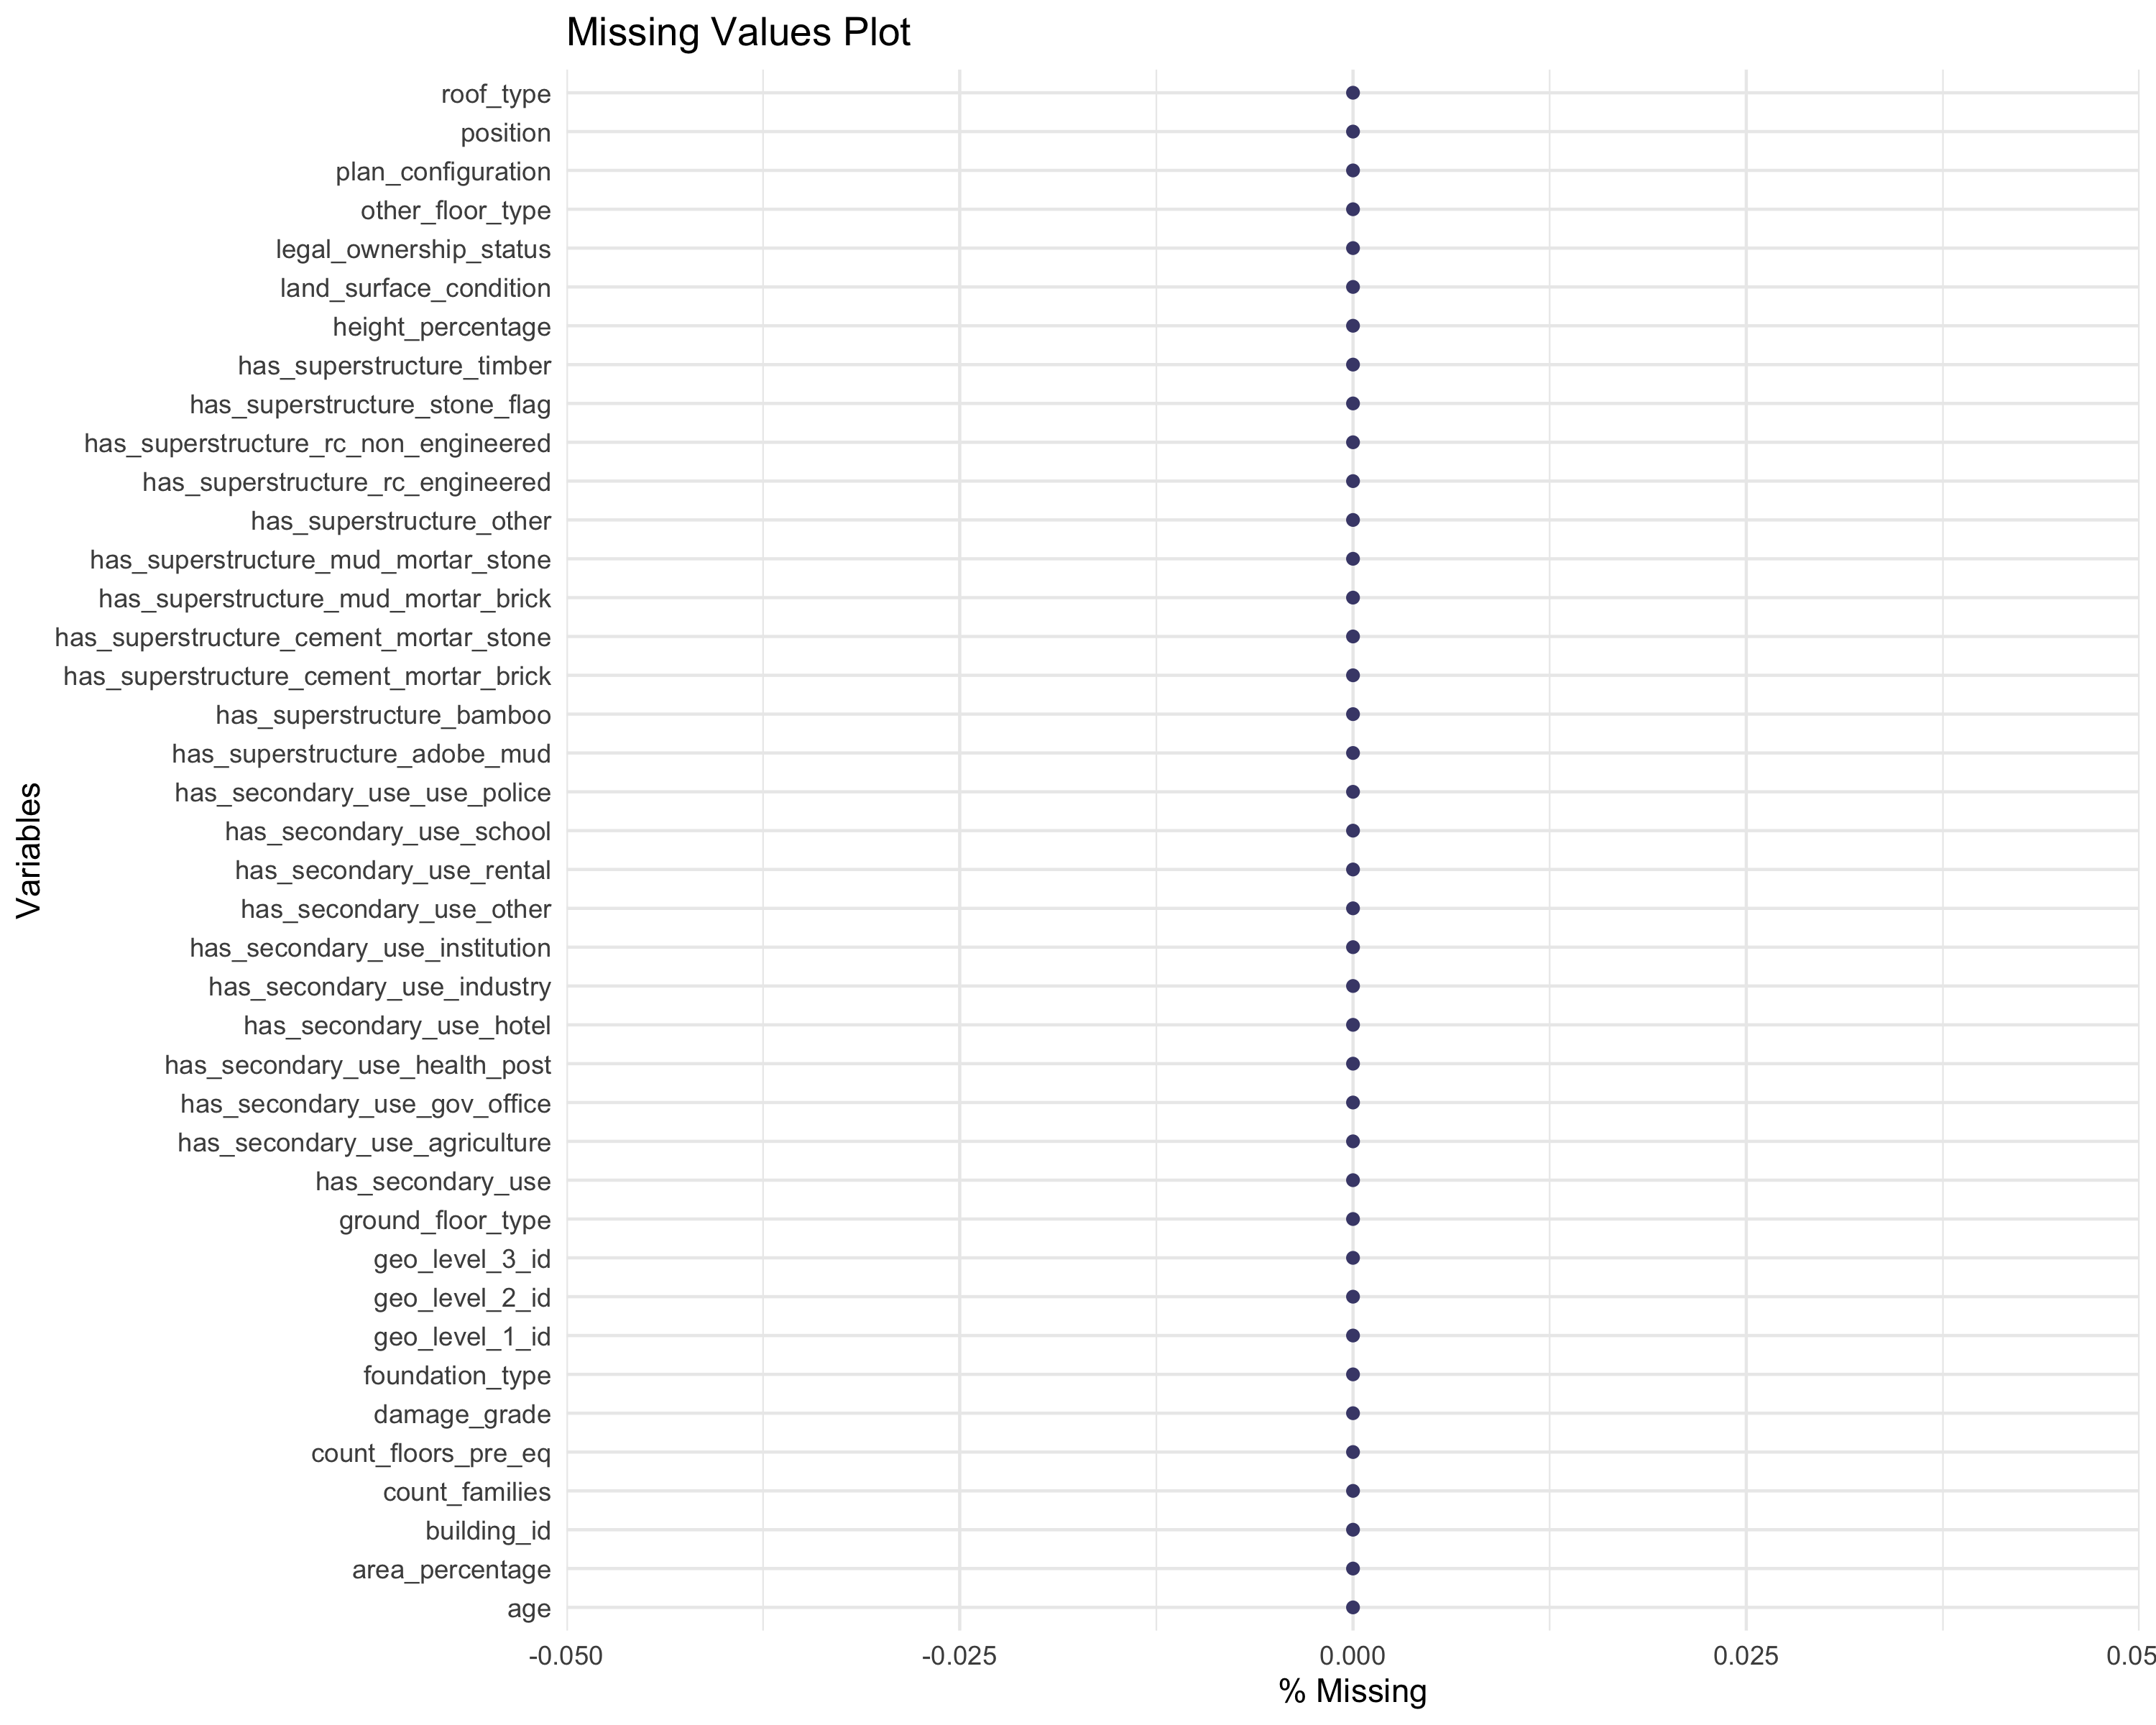 Missing Values Plot
roof_type
position
plan_configuration
other_floor_type
legal_ownership_status
land_surface_condition
height_percentage
has_superstructure_timber
has_superstructure_stone_flag
has_superstructure_rc_non_engineered
has_superstructure_rc_engineered
has_superstructure_other
has_superstructure_mud_mortar_stone
has_superstructure_mud_mortar_brick
has_superstructure_cement_mortar_stone
has_superstructure_cement_mortar_brick
has_superstructure_bamboo
has_superstructure_adobe_mud
has_secondary_use_use_police
has_secondary_use_school
has_secondary_use_rental
has_secondary_use_other
has_secondary_use_institution
has_secondary_use_industry
has_secondary_use_hotel
has_secondary_use_health_post
has_secondary_use_gov_office
has_secondary_use_agriculture
has_secondary_use
ground_floor_type
geo_level_3_id
geo_level_2_id
geo_level_1_id
foundation_type
damage_grade
count_floors_pre_eq
count_families
building_id
area_percentage
age
Variables
-0.050 -0.025 0.000 0.025 0.05
% Missing